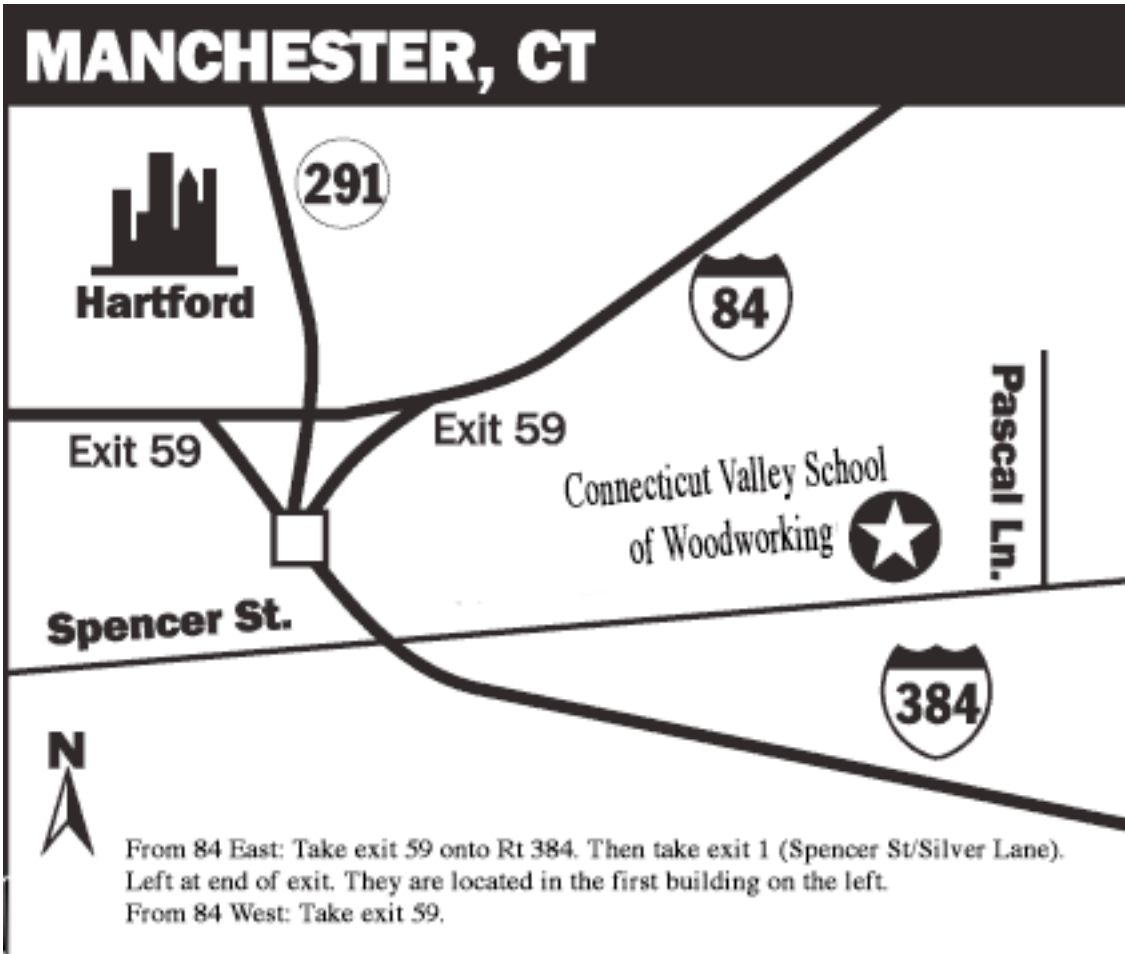 MANCHESTER, CT
291
Hartford
84
Exit 59
Exit 59
Pascal Ln.
Connecticut Valley School
of Woodworking
Spencer St.
384
N
From 84 East: Take exit 59 onto Rt 384. Then take exit 1 (Spencer St/Silver Lane).
Left at end of exit. They are located in the first building on the left.
From 84 West: Take exit 59.